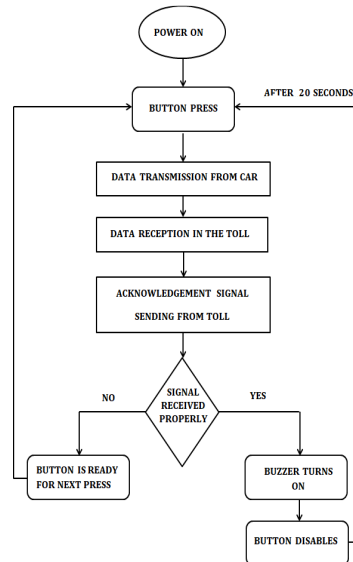 POWER ON
AFTER 20 SECONDS
BUTTON PRESS
DATA TRANSMISSION FROM CAR
DATA RECEPTION IN THE TOLL
ACKNOWLEDGEMENT SIGNAL
SENDING FROM TOLL
NO
SIGNAL
RECEIVED
PROPERLY
YES
BUTTON IS READY
FOR NEXT PRESS
BUZZER TURNS
ON
BUTTON DISABLES